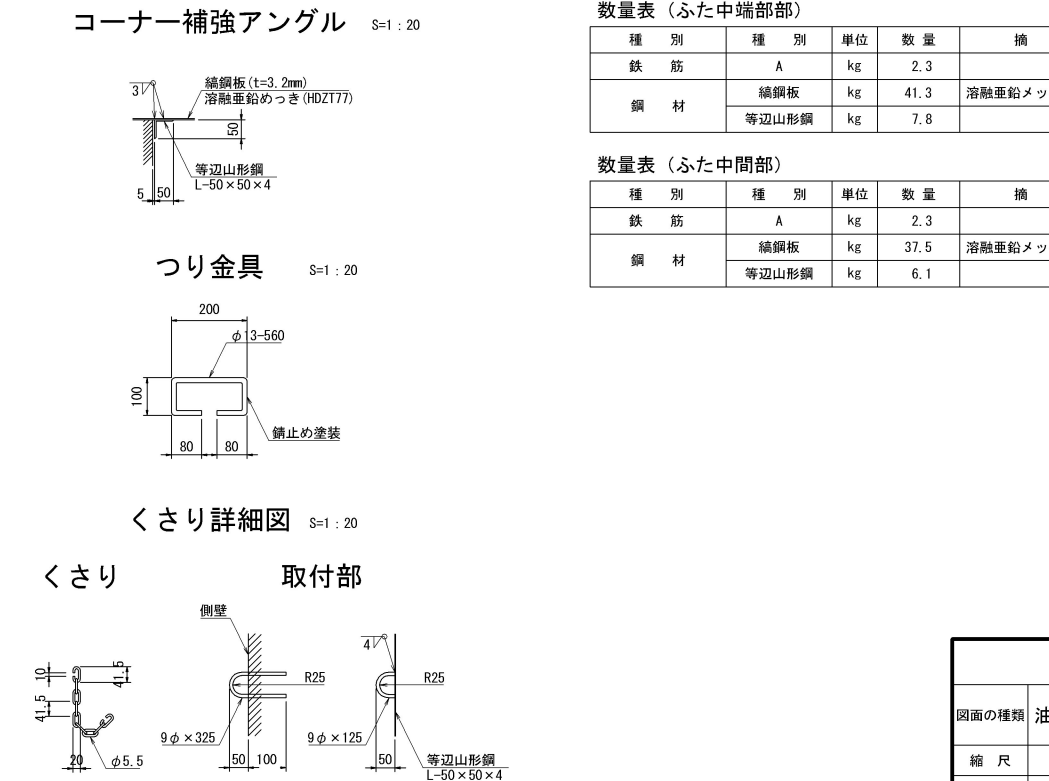 コーナー補強アングル S=1：20
縞鋼板(t=3.2mm)
溶融亜鉛めっき(HDZT77)
3
50
等辺山形鋼
L-50×50×4
5 50
つり金具 S=1：20
200
φ13-560
100
錆止め塗装
80 80
くさり詳細図 S=1：20
くさり 取付部
側壁
4
10
41.5
R25 R25
41.5
9φ×325 9φ×125
20 φ5.5
50 100 50
等辺山形鋼
L-50×50×4
数量表（ふた中端部部）
種 別 種 別 単位 数 量 摘
鉄 筋 A kg 2.3
鋼 材 縞鋼板 kg 41.3 溶融亜鉛メッ
等辺山形鋼 kg 7.8
数量表（ふた中間部）
種 別 種 別 単位 数 量 摘
鉄 筋 A kg 2.3
鋼 材 縞鋼板 kg 37.5 溶融亜鉛メッ
等辺山形鋼 kg 6.1
図面の種類 油
縮 尺